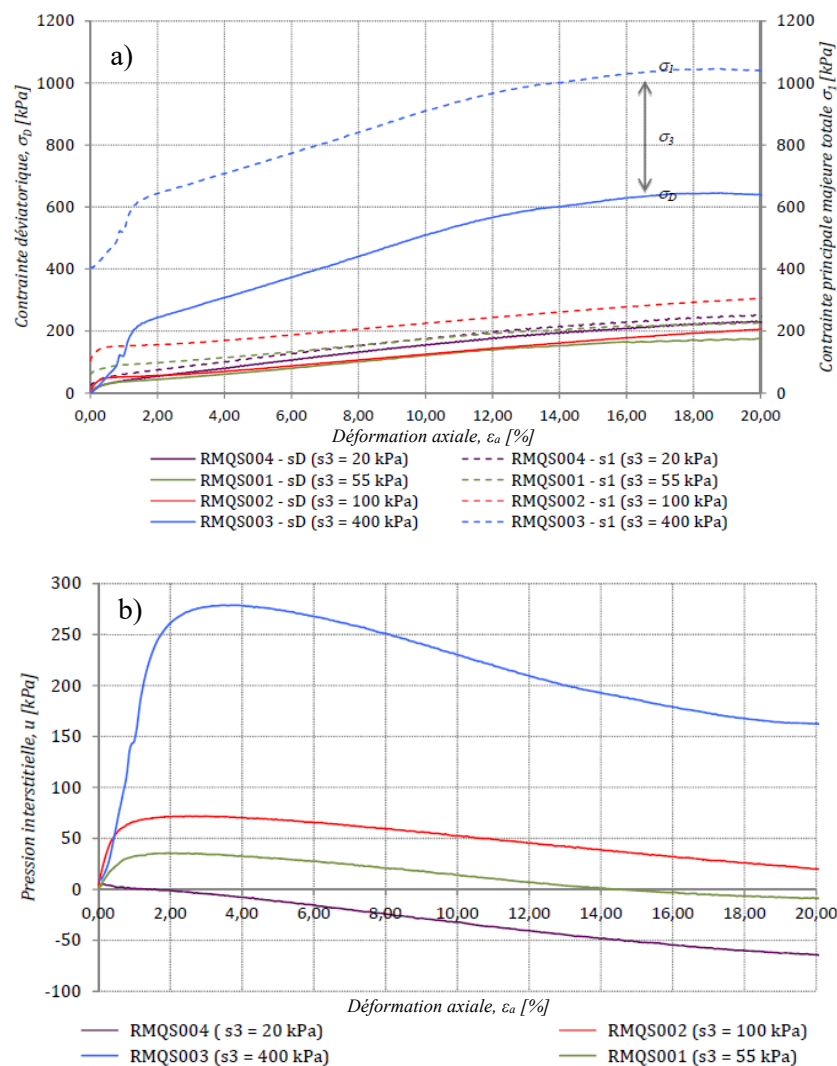 a)
Contrainte déviatorique, σD [kPa]
1200
1000
800
600
400
200
0
1200
1000
800
600
400
200
0
Contrainte principale majeure totale σ1 [kPa]
σ1
σ3
σD
0,00 2,00 4,00 6,00 8,00 10,00 12,00 14,00 16,00 18,00 20,00
Déformation axiale, εa [%]
RMQS004 - sD (s3 = 20 kPa) RMQS004 - s1 (s3 = 20 kPa)
RMQS001 - sD (s3 = 55 kPa) RMQS001 - s1 (s3 = 55 kPa)
RMQS002 - sD (s3 = 100 kPa) RMQS002 - s1 (s3 = 100 kPa)
RMQS003 - sD (s3 = 400 kPa) RMQS003 - s1 (s3 = 400 kPa)
b)
Pression interstitielle, u [kPa]
300
250
200
150
100
50
0
-50
-100
0,00 2,00 4,00 6,00 8,00 10,00 12,00 14,00 16,00 18,00 20,00
Déformation axiale, εa [%]
RMQS004 ( s3 = 20 kPa) RMQS002 (s3 = 100 kPa)
RMQS003 (s3 = 400 kPa) RMQS001 (s3 = 55 kPa)